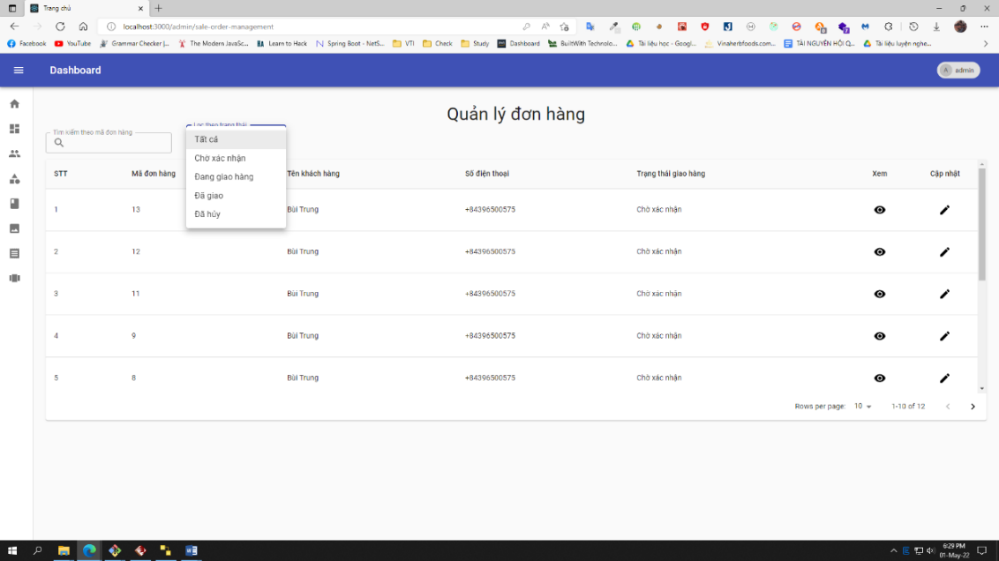 Trang chủ
localhost:3000/admin/sale-order-management
Facebook YouTube Grammar Checker |... The Modern JavaSc... Learn to Hack Spring Boot - NetS... VTI Check Study Dashboard BuiltWith Technolo... Tài liệu học - Googl... Vinaheritfoods.com... TÀI NGUYÊN HỘI Q... Tài liệu luyện nghe...
Dashboard
A admin
Quản lý đơn hàng
Tìm kiếm theo mã đơn hàng
Lọc theo trạng thái
Tất cả
Chờ xác nhận
Đang giao hàng
Đã giao
Đã hủy
STT Mã đơn hàng Tên khách hàng Số điện thoại Trạng thái giao hàng Xem Cập nhật
1 13 Bùi Trung +84396500575 Chờ xác nhận
2 12 Bùi Trung +84396500575 Chờ xác nhận
3 11 Bùi Trung +84396500575 Chờ xác nhận
4 9 Bùi Trung +84396500575 Chờ xác nhận
5 8 Bùi Trung +84396500575 Chờ xác nhận
Rows per page: 10 1-10 of 12
6:29 PM
01-May-22